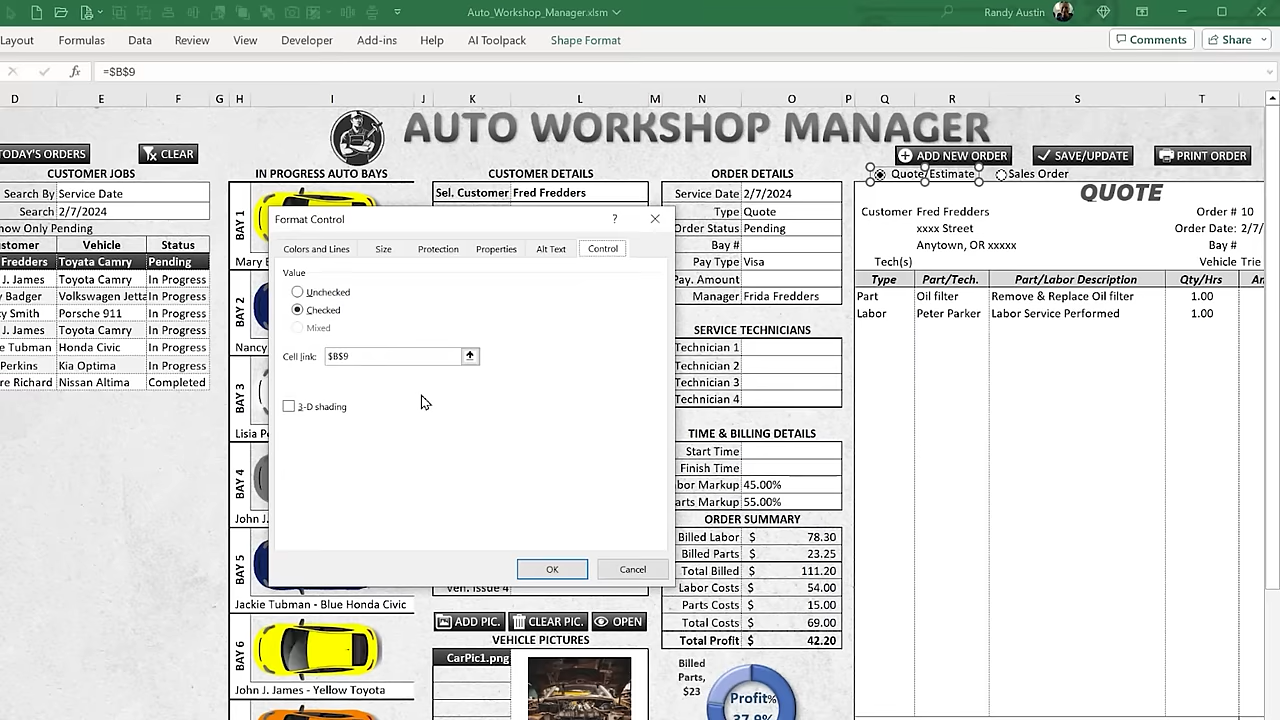 Auto_Workshop_Manager.xlsm
Randy Austin
Layout
Formulas
Data
Review
View
Developer
Add-ins
Help
AI Toolpack
Shape Format
Comments
Share
fx
=$B$9
D E F G H I J K L M N O P Q R S T
AUTO WORKSHOP MANAGER
TODAY'S ORDERS
CLEAR
ADD NEW ORDER
SAVE/UPDATE
PRINT ORDER
CUSTOMER JOBS
IN PROGRESS AUTO BAYS
CUSTOMER DETAILS
ORDER DETAILS
Quote/Estimate
Sales Order
Search By Service Date
Search 2/7/2024
how Only Pending
ustomer Vehicle Status
Fredders Toyota Camry Pending
J. James Toyota Camry In Progress
y Badger Volkswagen Jetta In Progress
cy Smith Porsche 911 In Progress
J. James Toyota Camry In Progress
e Tubman Honda Civic In Progress
Perkins Kia Optima In Progress
re Richard Nissan Altima Completed
BAY 1
Mary E
BAY 2
Nancy
BAY 3
Lisia Pe
BAY 4
John J.
BAY 5
Jackie Tubman - Blue Honda Civic
BAY 6
John J. James - Yellow Toyota
Sel. Customer Fred Fredders
Format Control
?
Colors and Lines
Size
Protection
Properties
Alt Text
Control
Value
Unchecked
Checked
Mixed
Cell link: $B$9
3-D shading
OK
Cancel
Veh. Issue 4
ADD PIC.
CLEAR PIC.
OPEN
VEHICLE PICTURES
CarPic1.png
Service Date 2/7/2024
Type Quote
Order Status Pending
Bay #
Pay Type Visa
Pay. Amount
Manager Frida Fredders
SERVICE TECHNICIANS
Technician 1
Technician 2
Technician 3
Technician 4
TIME & BILLING DETAILS
Start Time
Finish Time
bor Markup 45.00%
arts Markup 55.00%
ORDER SUMMARY
Billed Labor $ 78.30
Billed Parts $ 23.25
Total Billed $ 111.20
Labor Costs $ 54.00
Parts Costs $ 15.00
Total Costs $ 69.00
Total Profit $ 42.20
Billed
Parts,
$23
Profit%
37.9%
QUOTE
Customer Fred Fredders Order # 10
xxxx Street Order Date: 2/7/
Anytown, OR xxxxx Bay #
Tech(s) Vehicle Trie
Type Part/Tech. Part/Labor Description Qty/Hrs Ar
Part Oil filter Remove & Replace Oil filter 1.00
Labor Peter Parker Labor Service Performed 1.00